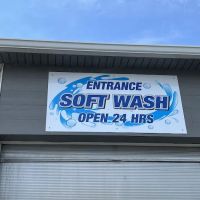 ENTRANCE
SOFT WASH
OPEN 24 HRS